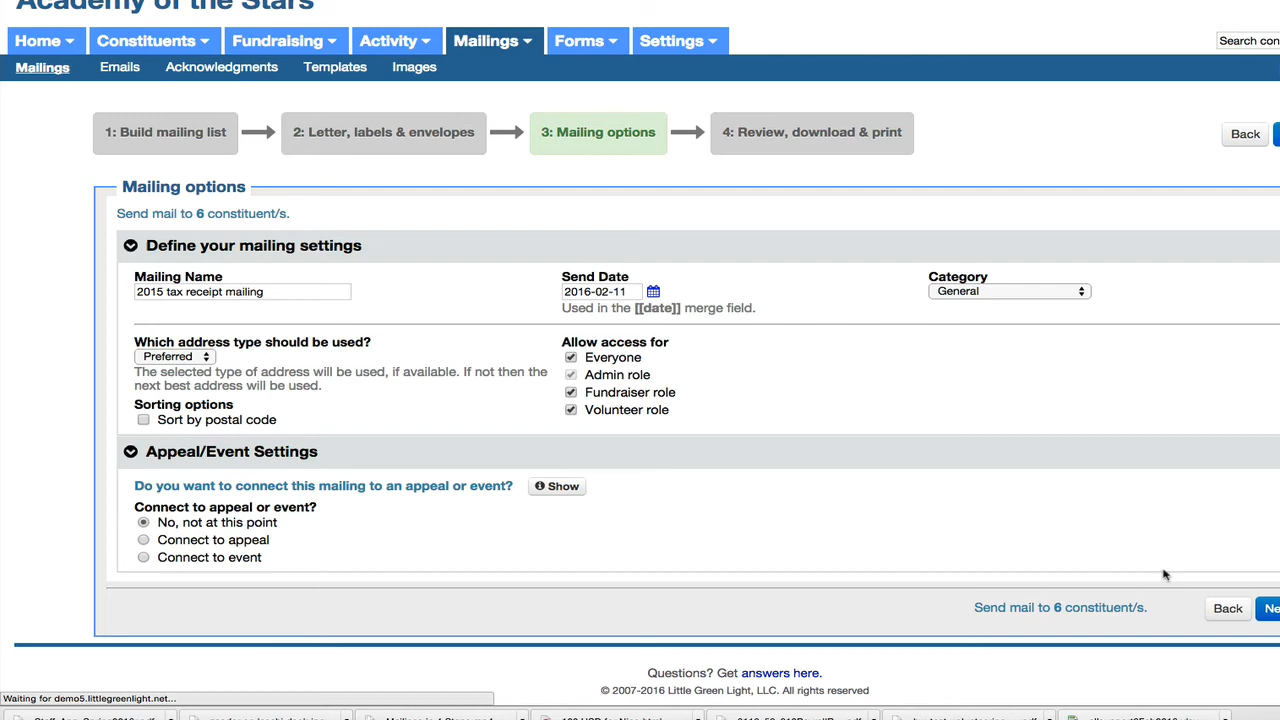 Academy of the Stars
Home Constituents Fundraising Activity Mailings Forms Settings Search con
Mailings Emails Acknowledgments Templates Images
1: Build mailing list 2: Letter, labels & envelopes 3: Mailing options 4: Review, download & print Back
Mailing options
Send mail to 6 constituent/s.
Define your mailing settings
Mailing Name Send Date Category
2015 tax receipt mailing 2016-02-11 General
Used in the [[date]] merge field.
Which address type should be used? Allow access for
Preferred Everyone
The selected type of address will be used, if available. If not then the Admin role
next best address will be used. Fundraiser role
Sorting options Volunteer role
Sort by postal code
Appeal/Event Settings
Do you want to connect this mailing to an appeal or event? Show
Connect to appeal or event?
No, not at this point
Connect to appeal
Connect to event
Send mail to 6 constituent/s. Back Ne
Questions? Get answers here.
© 2007-2016 Little Green Light, LLC. All rights reserved
Waiting for demo5.littlegreenlight.net...